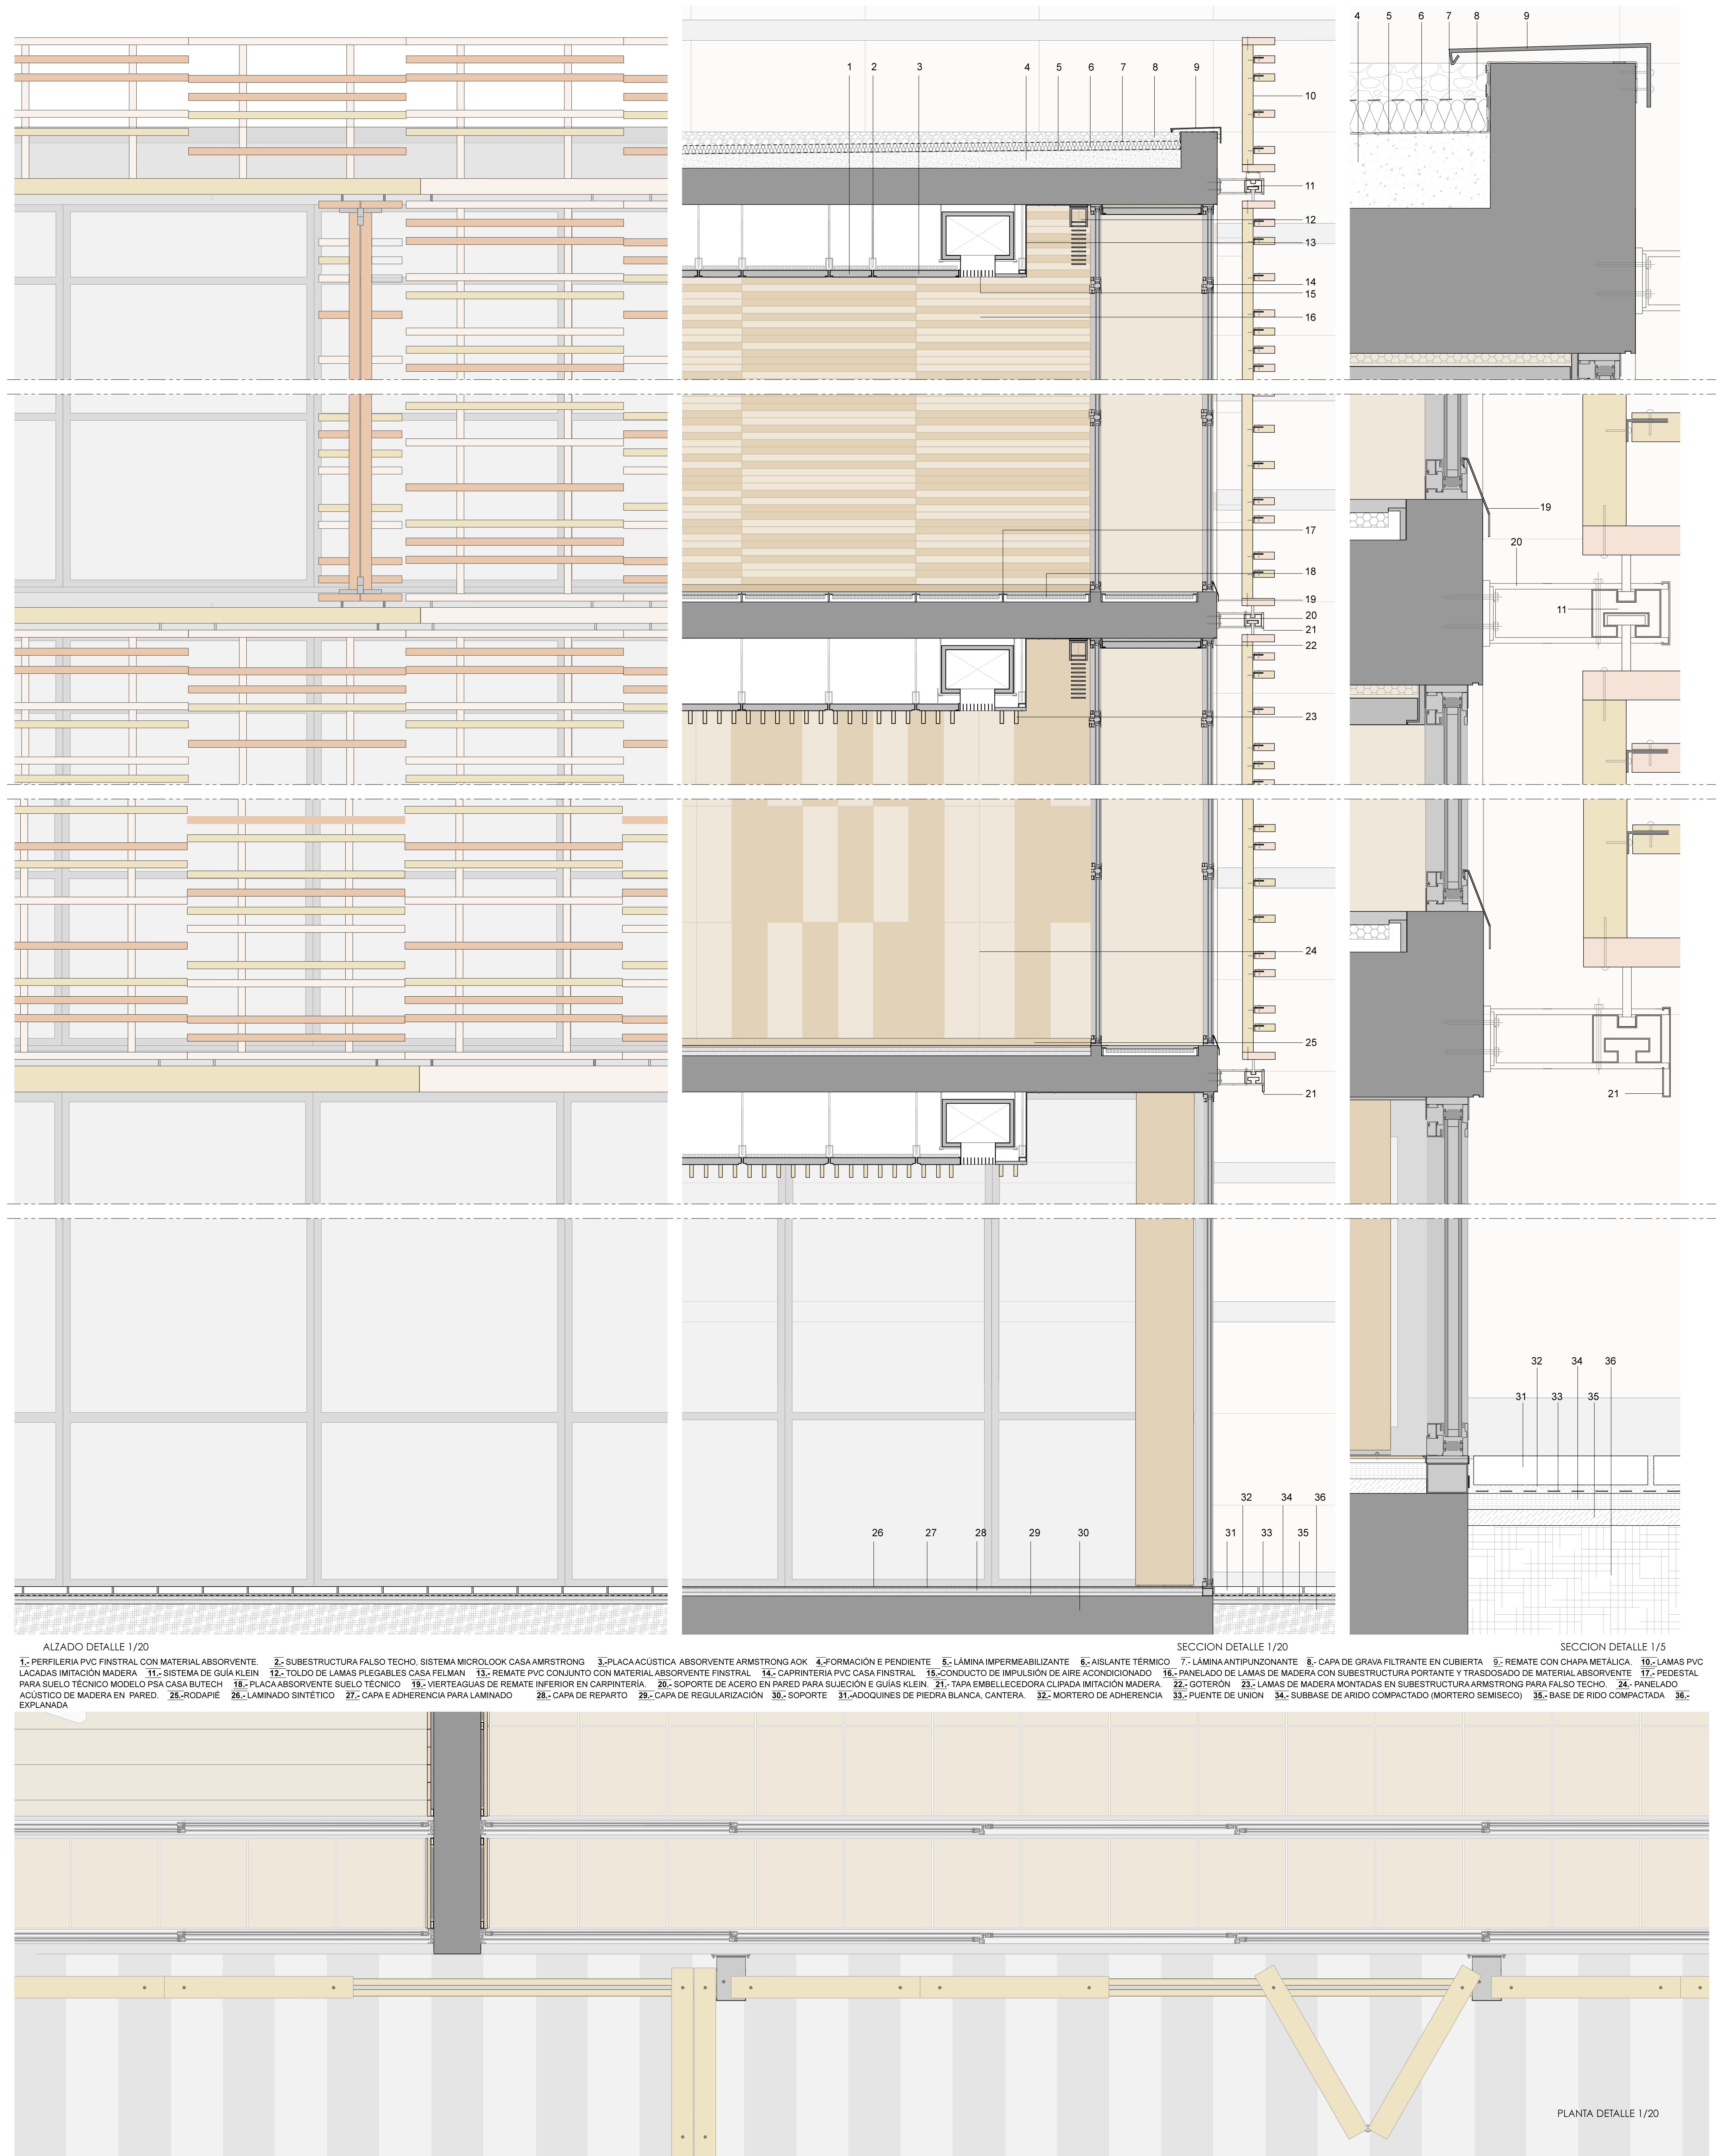 4 5 6 7 8 9
1 2 3 4 5 6 7 8 9
10
11
12
13
14
15
16
19
17
20
18
19
11
20
21
22
23
24
25
21
21
32 34 36
31 33 35
32 34 36
26 27 28 29 30 31 33 35
ALZADO DETALLE 1/20
SECCION DETALLE 1/20
SECCION DETALLE 1/5
1.- PERFILERIA PVC FINSTRAL CON MATERIAL ABSORVENTE. 2.- SUBESTRUCTURA FALSO TECHO, SISTEMA MICROLOOK CASA AMRSTRONG 3.-PLACA ACÚSTICA ABSORVENTE ARMSTRONG AOK 4.-FORMACIÓN E PENDIENTE 5.- LÁMINA IMPERMEABILIZANTE 6.- AISLANTE TÉRMICO 7.- LÁMINA ANTIPUNZONANTE 8.- CAPA DE GRAVA FILTRANTE EN CUBIERTA 9.- REMATE CON CHAPA METÁLICA. 10.- LAMAS PVC
LACADAS IMITACIÓN MADERA 11.- SISTEMA DE GUÍA KLEIN 12.- TOLDO DE LAMAS PLEGABLES CASA FELMAN 13.- REMATE PVC CONJUNTO CON MATERIAL ABSORVENTE FINSTRAL 14.- CAPRINTERIA PVC CASA FINSTRAL 15.-CONDUCTO DE IMPULSIÓN DE AIRE ACONDICIONADO 16.- PANELADO DE LAMAS DE MADERA CON SUBESTRUCTURA PORTANTE Y TRASDOSADO DE MATERIAL ABSORVENTE 17.- PEDESTAL
PARA SUELO TÉCNICO MODELO PSA CASA BUTECH 18.- PLACA ABSORVENTE SUELO TÉCNICO 19.- VIERTEAGUAS DE REMATE INFERIOR EN CARPINTERÍA. 20.- SOPORTE DE ACERO EN PARED PARA SUJECIÓN E GUÍAS KLEIN. 21.- TAPA EMBELLECEDORA CLIPADA IMITACIÓN MADERA. 22.- GOTERÓN 23.- LAMAS DE MADERA MONTADAS EN SUBESTRUCTURA ARMSTRONG PARA FALSO TECHO. 24.- PANELADO
ACÚSTICO DE MADERA EN PARED. 25.-RODAPIÉ 26.- LAMINADO SINTÉTICO 27.- CAPA E ADHERENCIA PARA LAMINADO 28.- CAPA DE REPARTO 29.-CAPA DE REGULARIZACIÓN 30.- SOPORTE 31.-ADOQUINES DE PIEDRA BLANCA, CANTERA. 32.- MORTERO DE ADHERENCIA 33.- PUENTE DE UNION 34.- SUBBASE DE ARIDO COMPACTADO (MORTERO SEMISECO) 35.- BASE DE RIDO COMPACTADA 36.-
EXPLANADA
PLANTA DETALLE 1/20